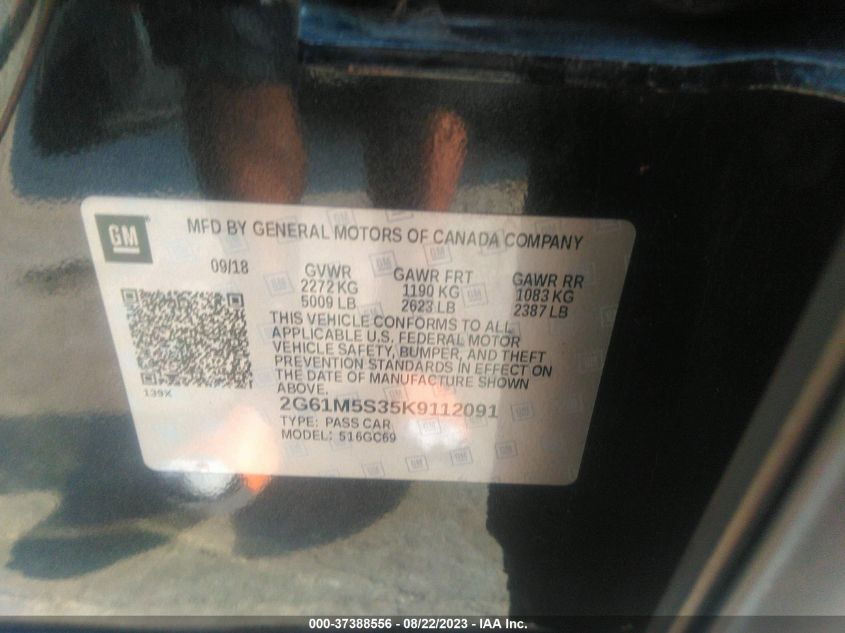 GM
MFD BY GENERAL MOTORS OF CANADA COMPANY
09/18
GVWR GAWR FRT GAWR RR
2272 KG 1190 KG 1083 KG
5009 LB 2623 LB 2387 LB
THIS VEHICLE CONFORMS TO ALL
APPLICABLE U.S. FEDERAL MOTOR
VEHICLE SAFETY, BUMPER, AND THEFT
PREVENTION STANDARDS IN EFFECT ON
THE DATE OF MANUFACTURE SHOWN
ABOVE.
139X
2G61M5S35K9112091
TYPE: PASS CAR
MODEL: 516GC69
000-37388556 - 08/22/2023 - IAA Inc.